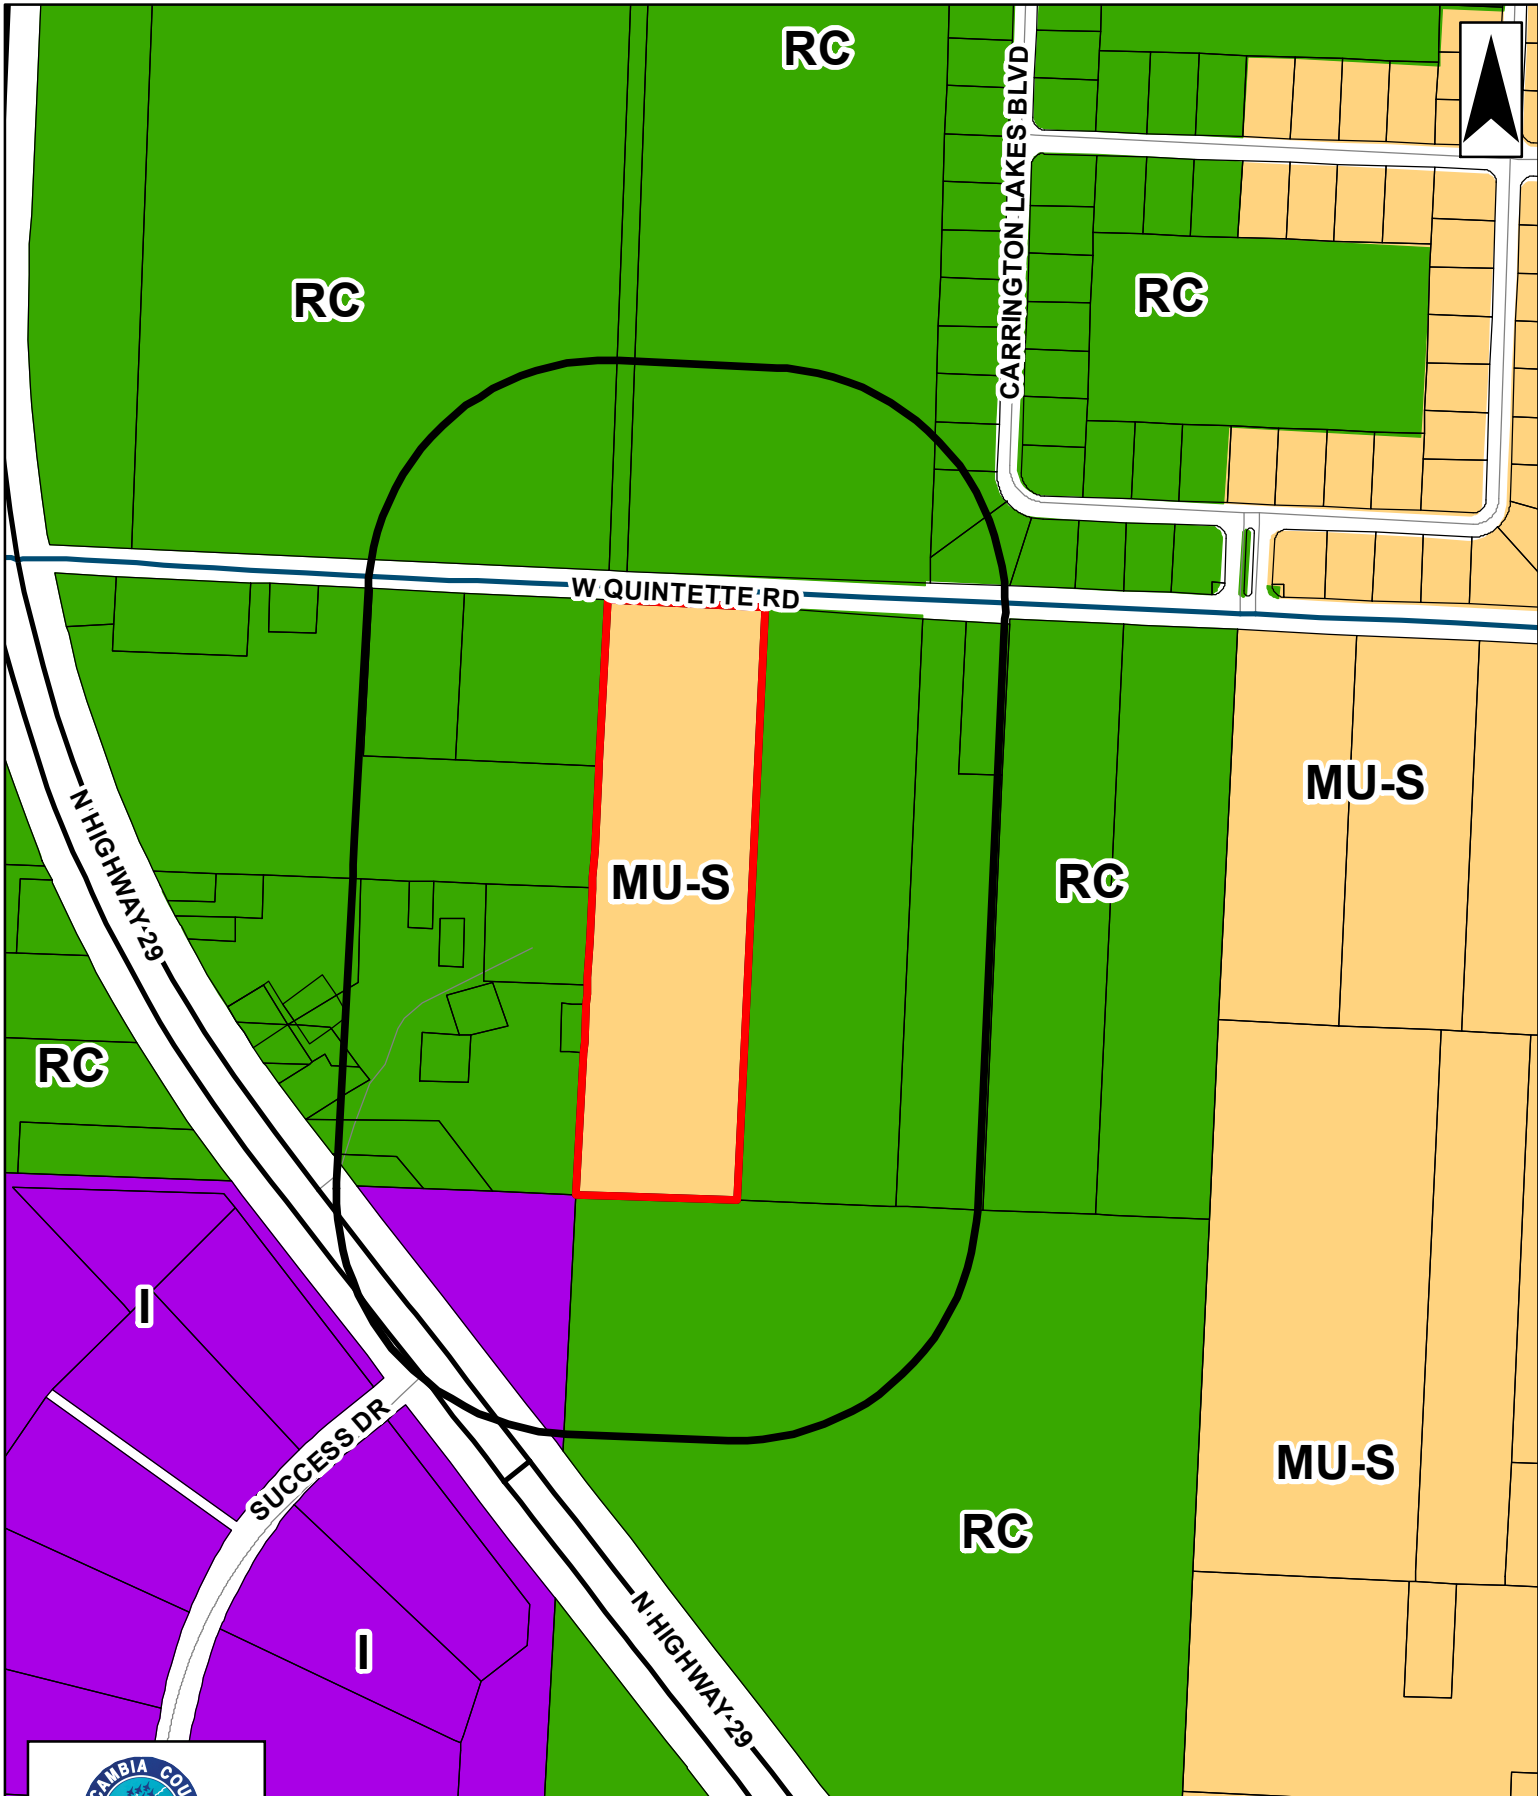 RC
CARRINGTON LAKES BLVD
RC
RC
W QUINTETTE RD
MU-S
N HIGHWAY 29
MU-S
RC
RC
I
SUCCESS DR
MU-S
RC
N HIGHWAY 29
I